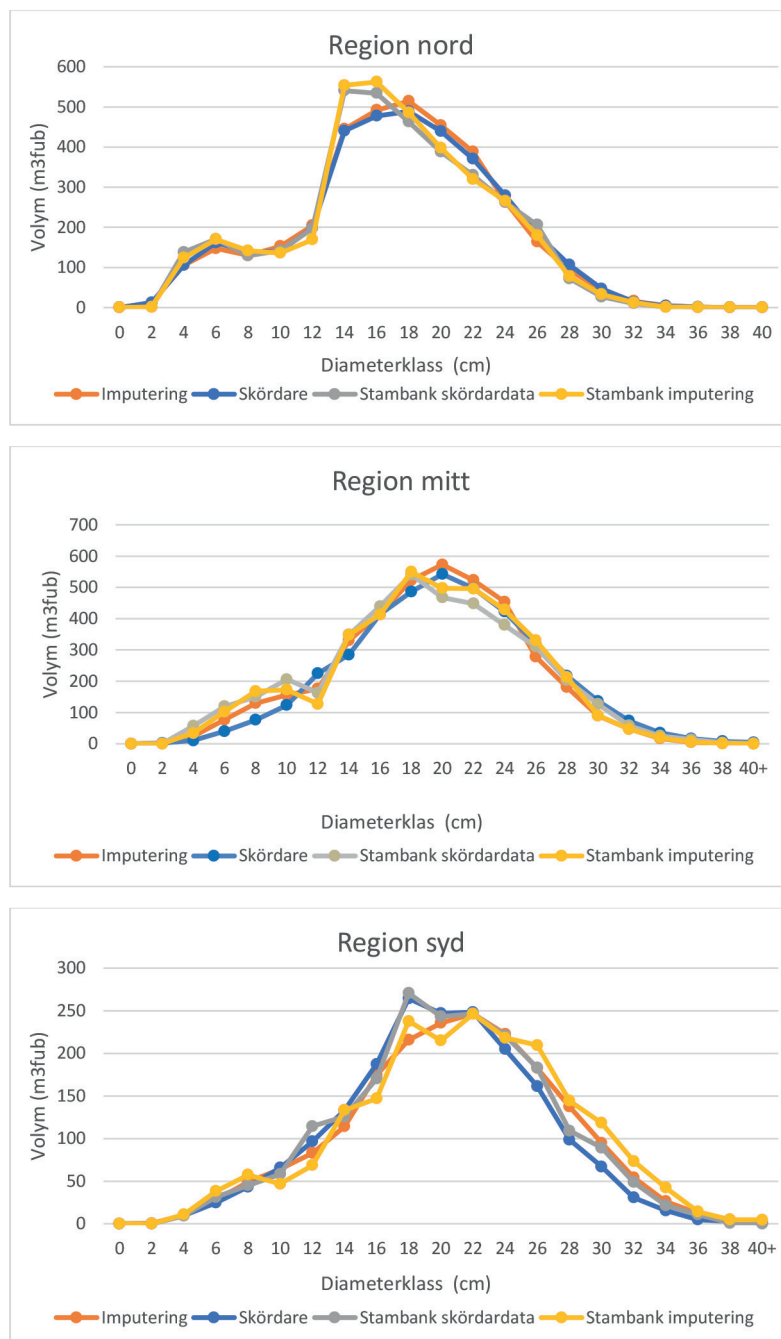 Region nord
600
500
400
300
200
100
0
Volym (m3fub)
0 2 4 6 8 10 12 14 16 18 20 22 24 26 28 30 32 34 36 38 40
Diameterklass (cm)
Imputering Skördare Stambank skördardata Stambank imputering
Region mitt
700
600
500
400
300
200
100
0
Volym (m3fub)
0 2 4 6 8 10 12 14 16 18 20 22 24 26 28 30 32 34 36 38 40+
Diameterklas (cm)
Imputering Skördare Stambank skördardata Stambank imputering
Region syd
300
250
200
150
100
50
0
Volym (m3fub)
0 2 4 6 8 10 12 14 16 18 20 22 24 26 28 30 32 34 36 38 40+
Diameterklass (cm)
Imputering Skördare Stambank skördardata Stambank imputering